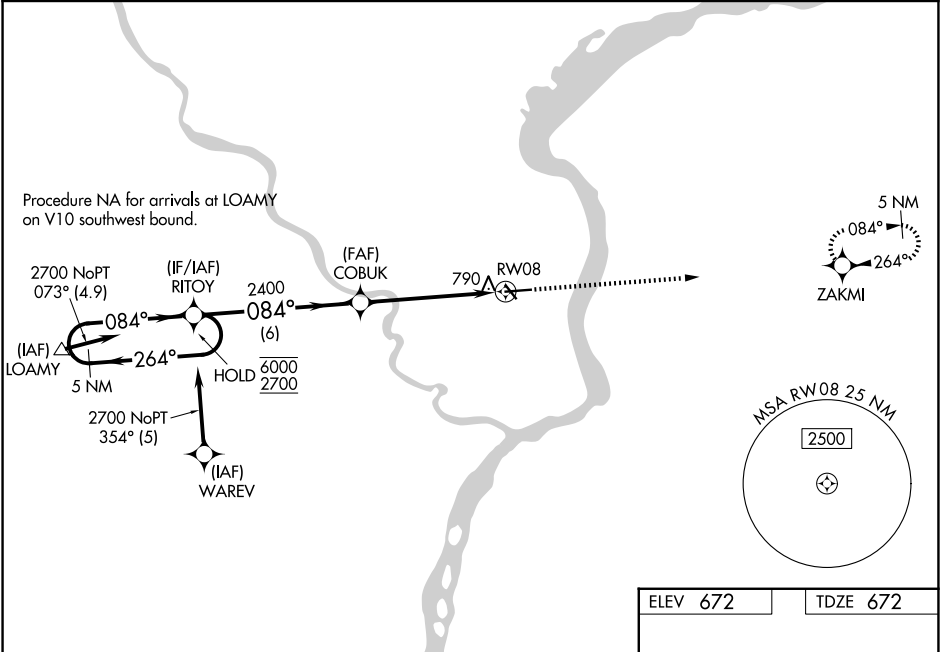 Procedure NA for arrivals at LOAMY
on V10 southwest bound.
5 NM
084°
264°
ZAKMI
2700 NoPT
073° (4.9)
(IF/IAF)
RITOY
2400
084°
(6)
(FAF)
COBUK
790
RW08
084°
(IAF)
LOAMY
264°
5 NM
HOLD
6000
2700
2700 NoPT
354° (5)
(IAF)
WAREV
MSA RW08 25 NM
2500
ELEV 672
TDZE 672